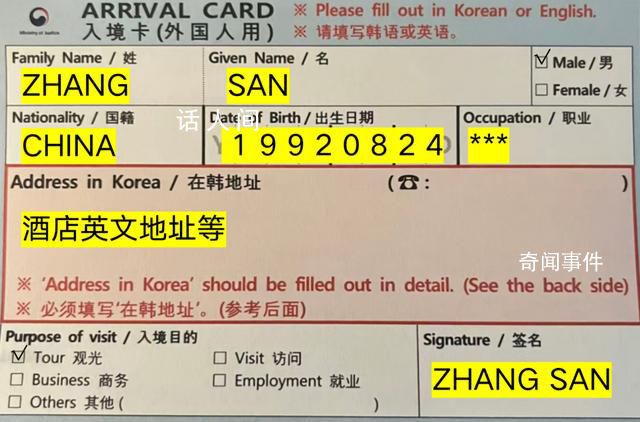 ARRIVAL CARD
入境卡(外国人用)
※ Please fill out in Korean or English.
※ 请填写韩语或英语。
Ministry of Justice
Family Name / 姓
ZHANG
Given Name / 名
SAN
Male / 男
Female / 女
Nationality / 国籍
CHINA
Date of Birth / 出生日期
19920824
Occupation / 职业
***
话人间
Address in Korea / 在韩地址
(☎: )
酒店英文地址等
奇闻事件
※ 'Address in Korea' should be filled out in detail. (See the back side)
※ 必须填写'在韩地址'。(参考后面)
Purpose of visit / 入境目的
Tour 观光
Visit 访问
Business 商务
Employment 就业
Others 其他 ( )
Signature / 签名
ZHANG SAN